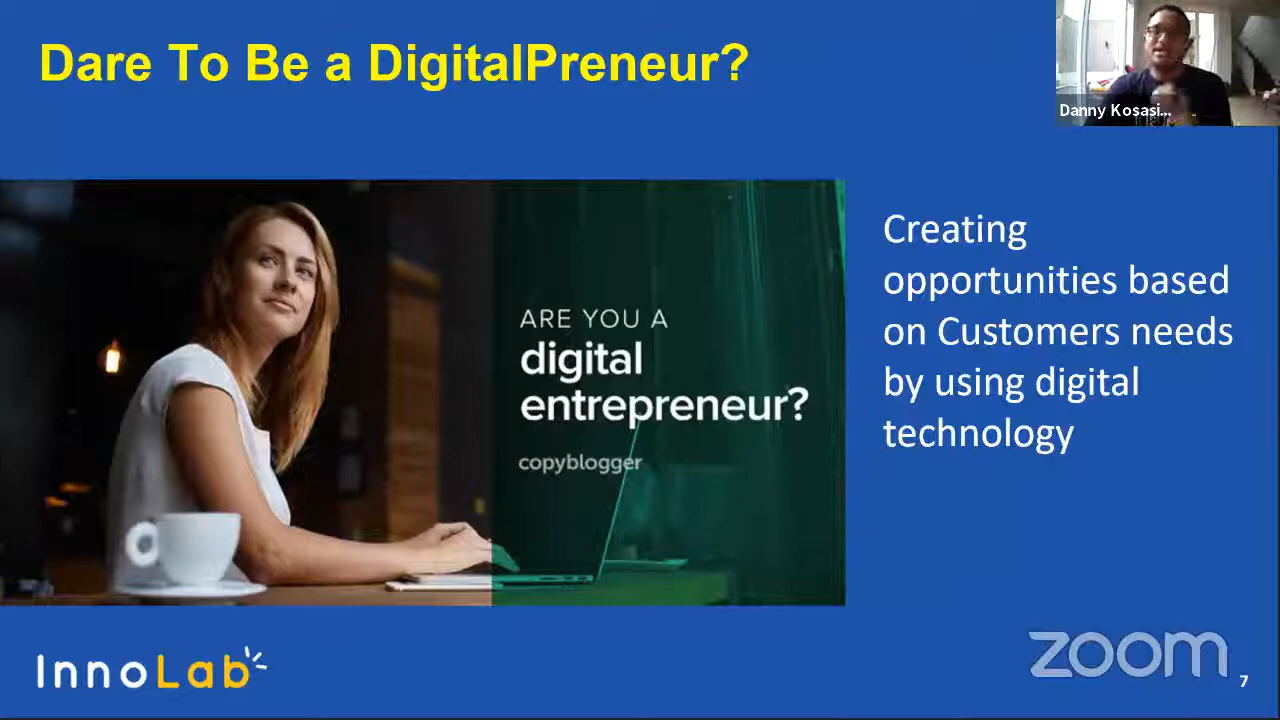 Dare To Be a DigitalPreneur?
Danny Kosasi...
ARE YOU A
digital
entrepreneur?
copyblogger
Creating
opportunities based
on Customers needs
by using digital
technology
InnoLab
zoom
7